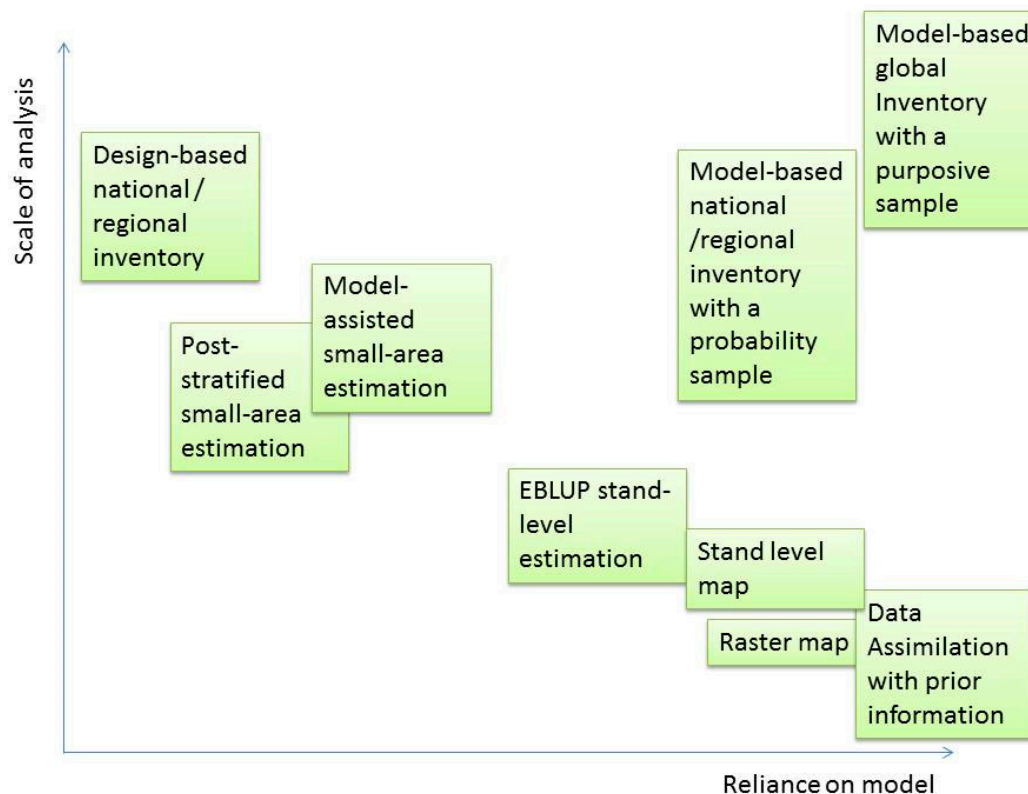 Scale of analysis
Model-based
global
Inventory
with a
purposive
sample
Design-based
national /
regional
inventory
Model-based
national
/regional
inventory
with a
probability
sample
Model-
assisted
small-area
estimation
Post-
stratified
small-area
estimation
EBLUP stand-
level
estimation
Stand level
map
Raster map
Data
Assimilation
with prior
information
Reliance on model